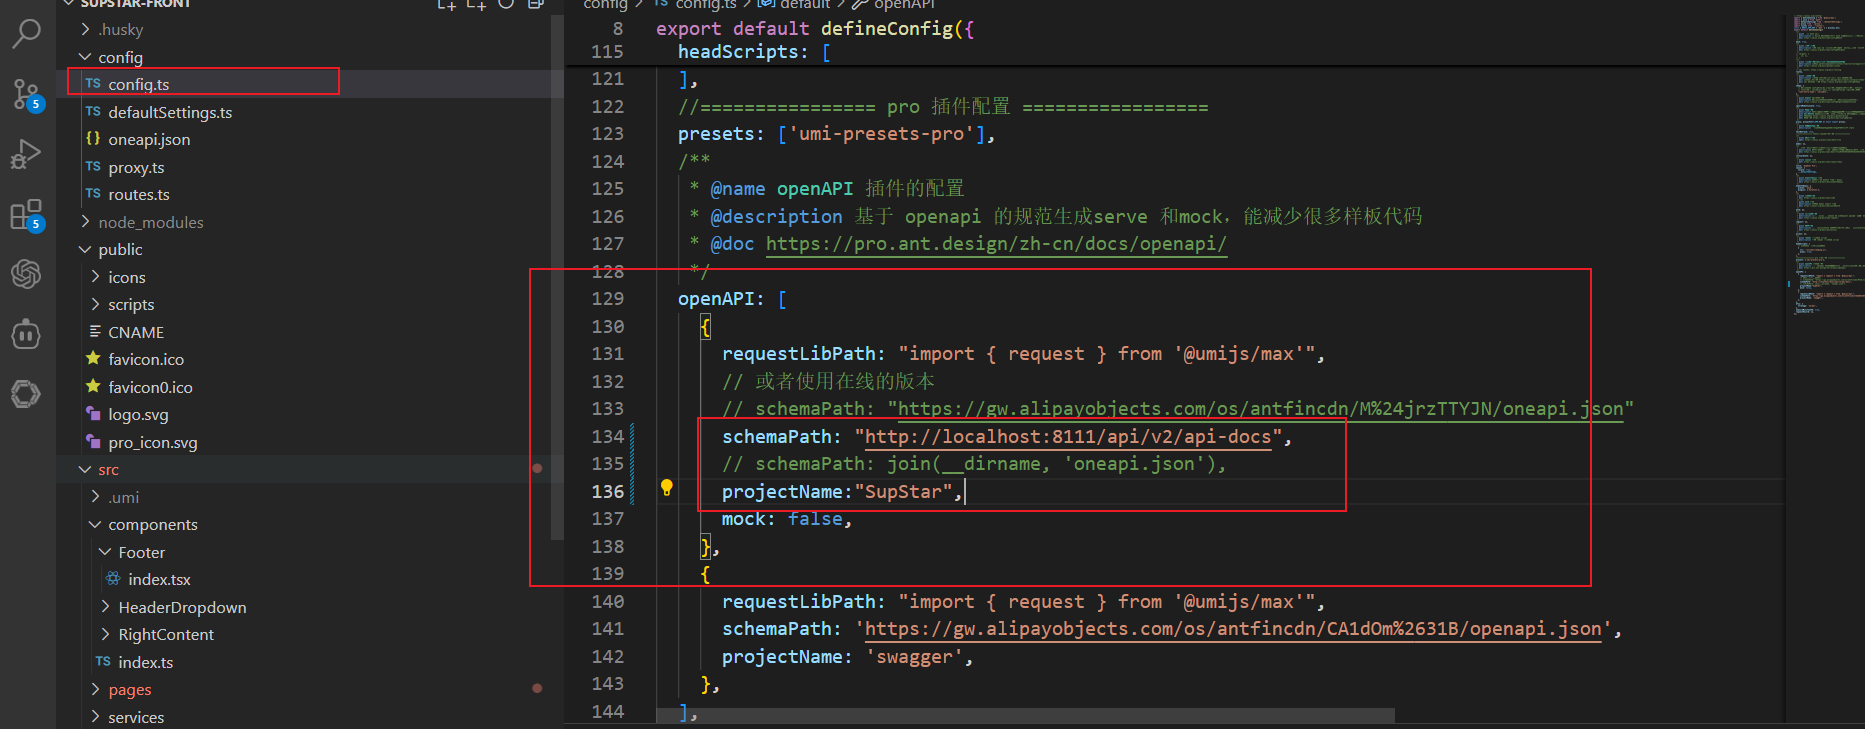 SUPSTAR-FRONT
.husky
config
TS config.ts
TS defaultSettings.ts
{} oneapi.json
TS proxy.ts
TS routes.ts
node_modules
public
icons
scripts
CNAME
favicon.ico
favicon0.ico
logo.svg
pro_icon.svg
src
.umi
components
Footer
index.tsx
HeaderDropdown
RightContent
TS index.ts
pages
services
5
5
config > TS config.ts > default > openAPI
8 export default defineConfig({
115 headScripts: [
121 ],
122 //================ pro 插件配置 =================
123 presets: ['umi-presets-pro'],
124 /**
125 * @name openAPI 插件的配置
126 * @description 基于 openapi 的规范生成serve 和mock，能减少很多样板代码
127 * @doc https://pro.ant.design/zh-cn/docs/openapi/
128 */
129 openAPI: [
130 {
131 requestLibPath: "import { request } from '@umijs/max'",
132 // 或者使用在线的版本
133 // schemaPath: "https://gw.alipayobjects.com/os/antfincdn/M%24jrzTTYJN/oneapi.json"
134 schemaPath: "http://localhost:8111/api/v2/api-docs",
135 // schemaPath: join(__dirname, 'oneapi.json'),
136 projectName:"SupStar",
137 mock: false,
138 },
139 {
140 requestLibPath: "import { request } from '@umijs/max'",
141 schemaPath: 'https://gw.alipayobjects.com/os/antfincdn/CA1dOm%2631B/openapi.json',
142 projectName: 'swagger',
143 },
144 ],